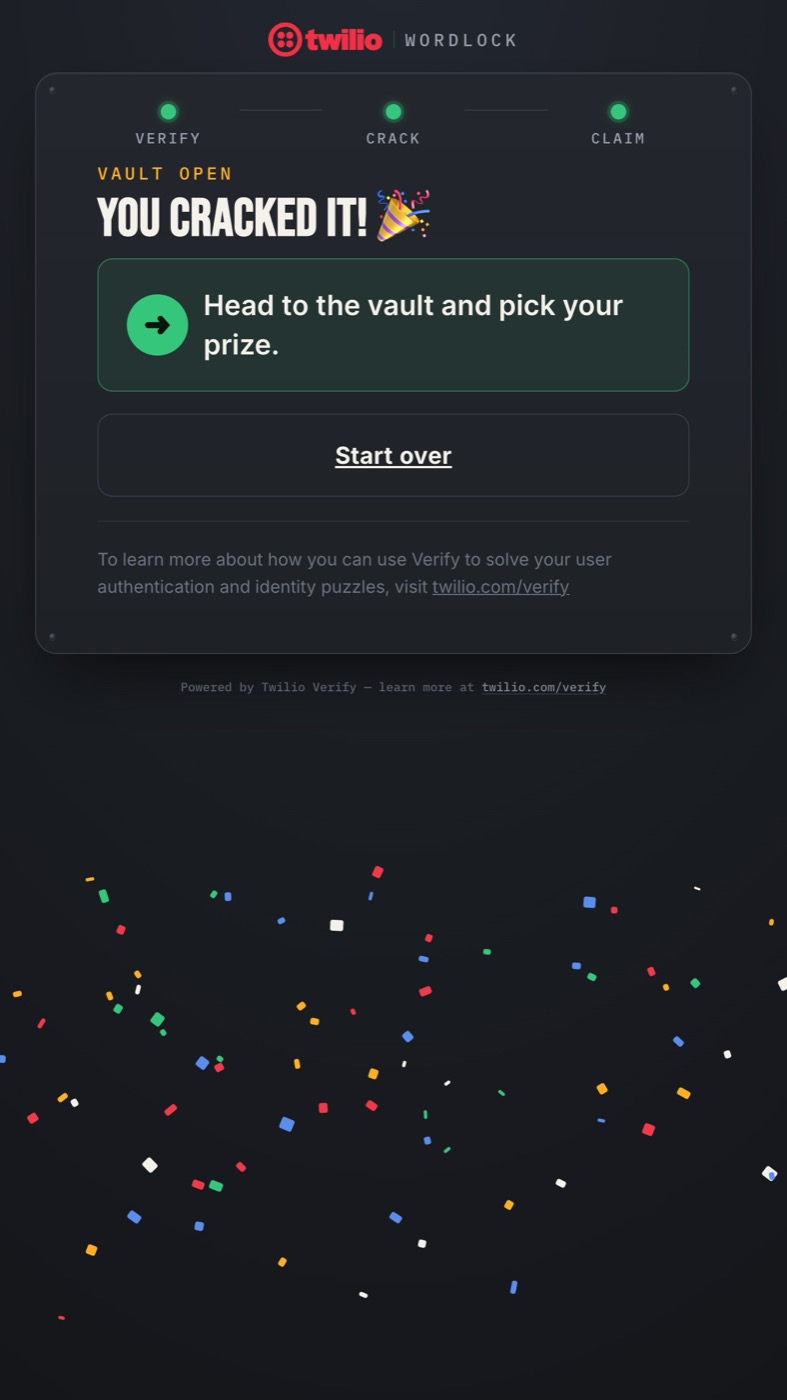 twilio | WORDLOCK
VERIFY CRACK CLAIM
VAULT OPEN
YOU CRACKED IT! 🎉
Head to the vault and pick your
prize.
Start over
To learn more about how you can use Verify to solve your user
authentication and identity puzzles, visit twilio.com/verify
Powered by Twilio Verify — learn more at twilio.com/verify